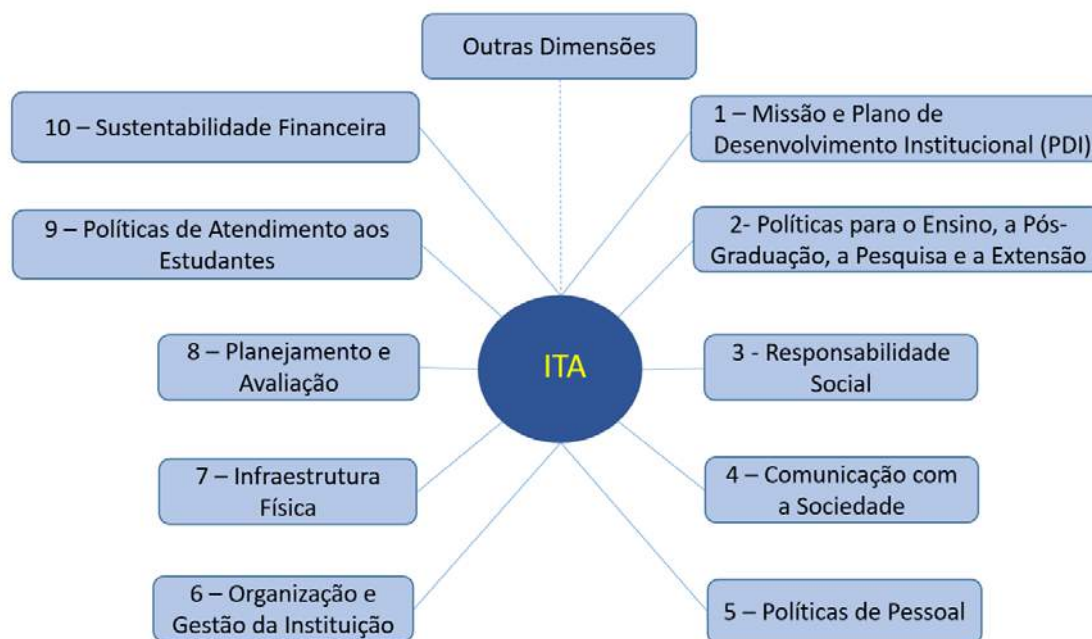 Outras Dimensões
10 – Sustentabilidade Financeira
1 – Missão e Plano de
Desenvolvimento Institucional (PDI)
9 – Políticas de Atendimento aos
Estudantes
2- Políticas para o Ensino, a Pós-
Graduação, a Pesquisa e a Extensão
8 – Planejamento e
Avaliação
ITA
3 - Responsabilidade
Social
7 – Infraestrutura
Física
4 – Comunicação com
a Sociedade
6 – Organização e
Gestão da Instituição
5 – Políticas de Pessoal